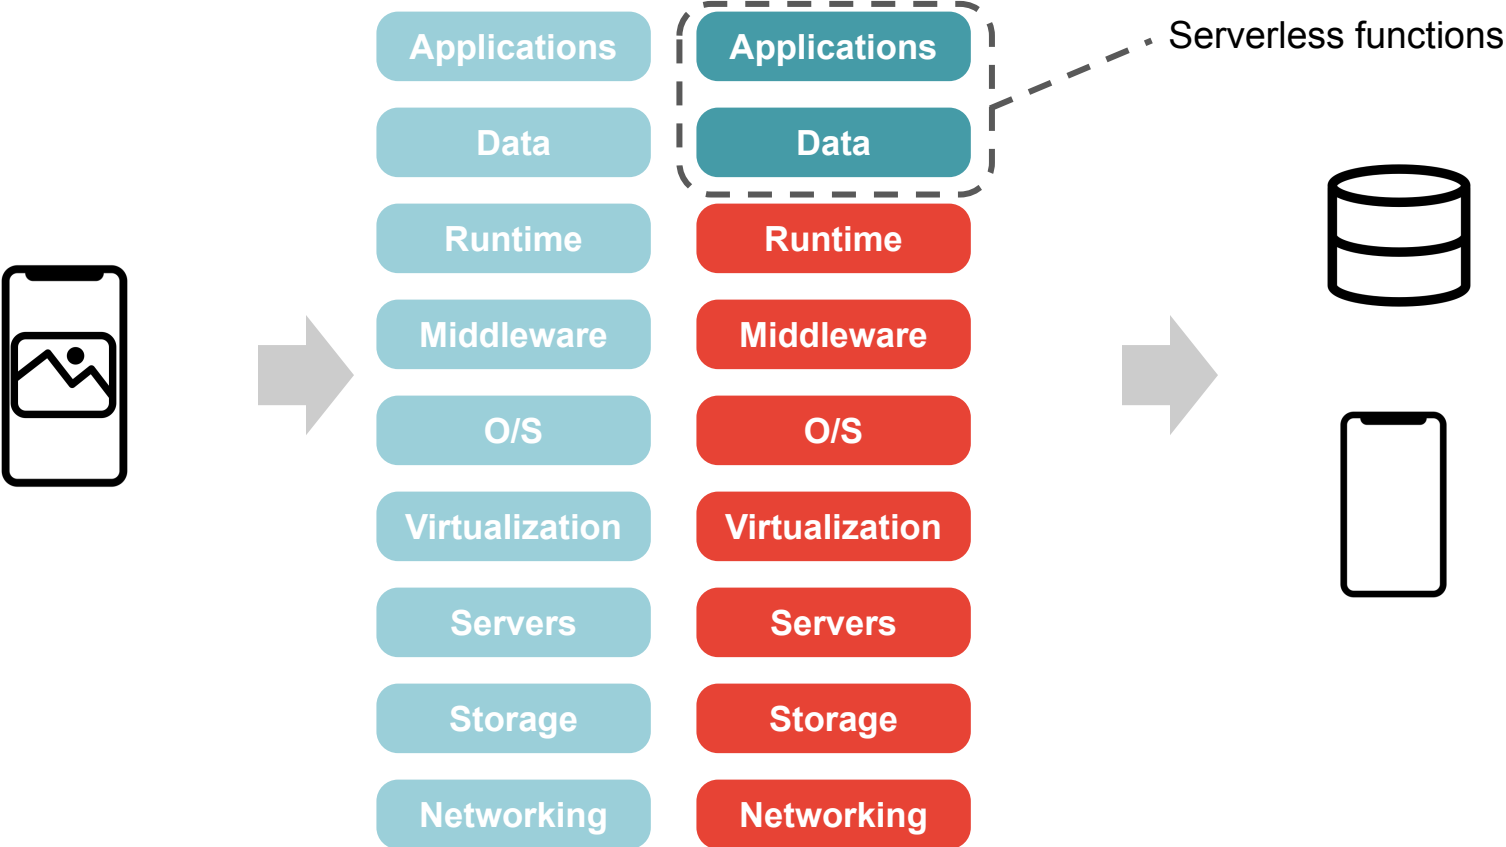 Applications
Data
Runtime
Middleware
O/S
Virtualization
Servers
Storage
Networking
Applications
Data
Runtime
Middleware
O/S
Virtualization
Servers
Storage
Networking
Serverless functions